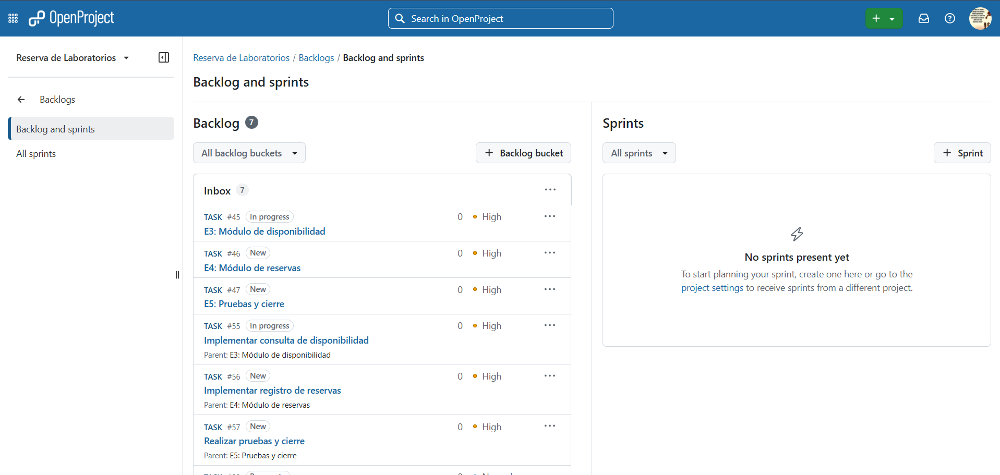 OpenProject
Search in OpenProject
Reserva de Laboratorios
Backlogs
Backlog and sprints
All sprints
Reserva de Laboratorios / Backlogs / Backlog and sprints
Backlog and sprints
Backlog 7
All backlog buckets
+ Backlog bucket
Inbox 7
TASK #45 In progress 0 High
E3: Módulo de disponibilidad
TASK #46 New 0 High
E4: Módulo de reservas
TASK #47 New 0 High
E5: Pruebas y cierre
TASK #55 In progress 0 High
Implementar consulta de disponibilidad
Parent: E3: Módulo de disponibilidad
TASK #56 New 0 High
Implementar registro de reservas
Parent: E4: Módulo de reservas
TASK #57 New 0 High
Realizar pruebas y cierre
Parent: E5: Pruebas y cierre
Sprints
All sprints
+ Sprint
No sprints present yet
To start planning your sprint, create one here or go to the
project settings to receive sprints from a different project.